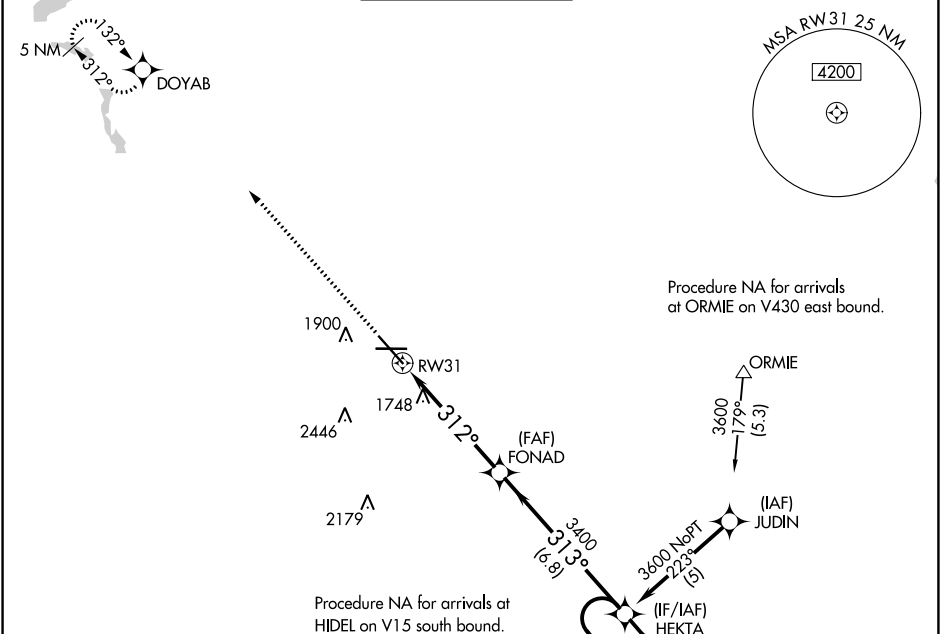 132°
5 NM
312°
DOYAB
MSA RW31 25 NM
4200
Procedure NA for arrivals
at ORMIE on V430 east bound.
1900
RW31
ORMIE
3600
179°
(5.3)
1748
2446
312°
(FAF)
FONAD
2179
(IAF)
JUDIN
3400
313°
(6.8)
3600 NoPT
223°
(5)
Procedure NA for arrivals at
HIDEL on V15 south bound.
(IF/IAF)
HEKTA